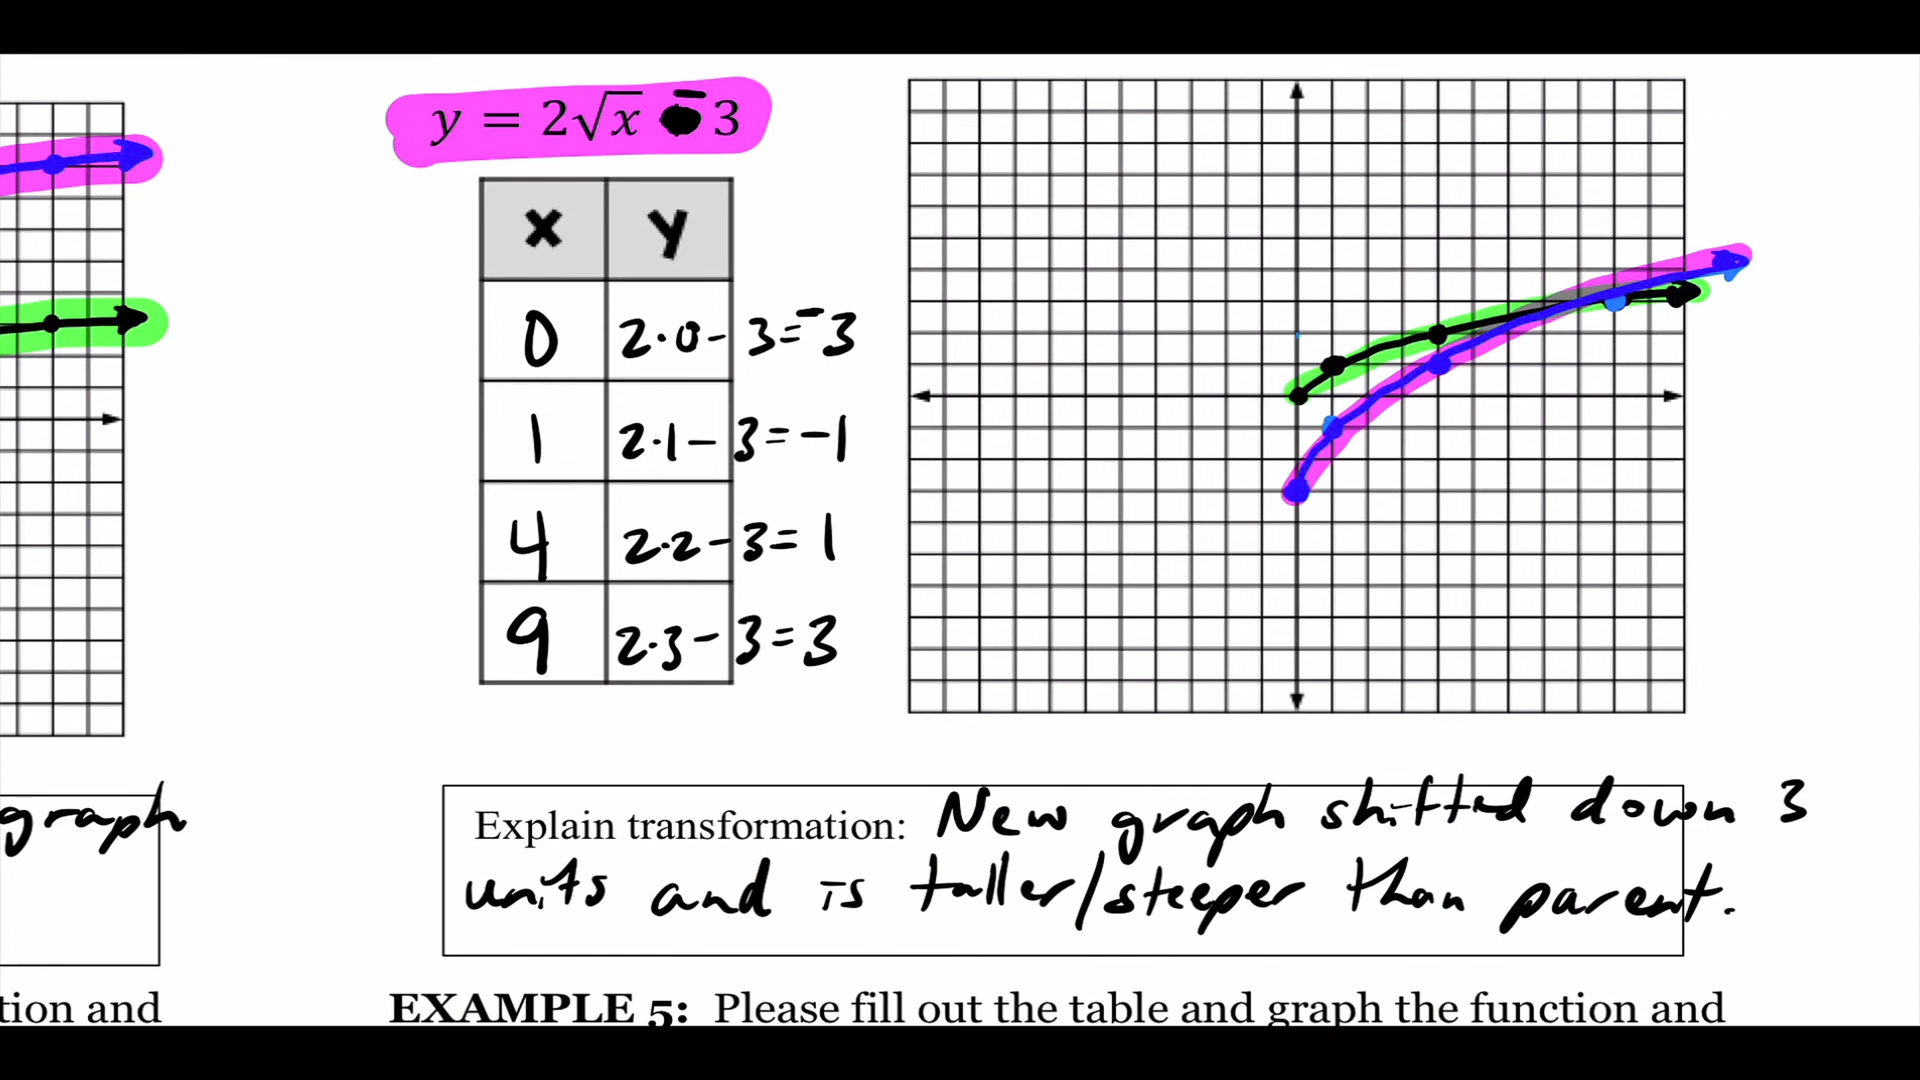 y = 2√x - 3
x y
0 2·0-3=-3
1 2·1-3=-1
4 2·2-3=1
9 2·3-3=3
graph
Explain transformation: New graph shifted down 3
units and is taller/steeper than parent.
tion and
EXAMPLE 5: Please fill out the table and graph the function and